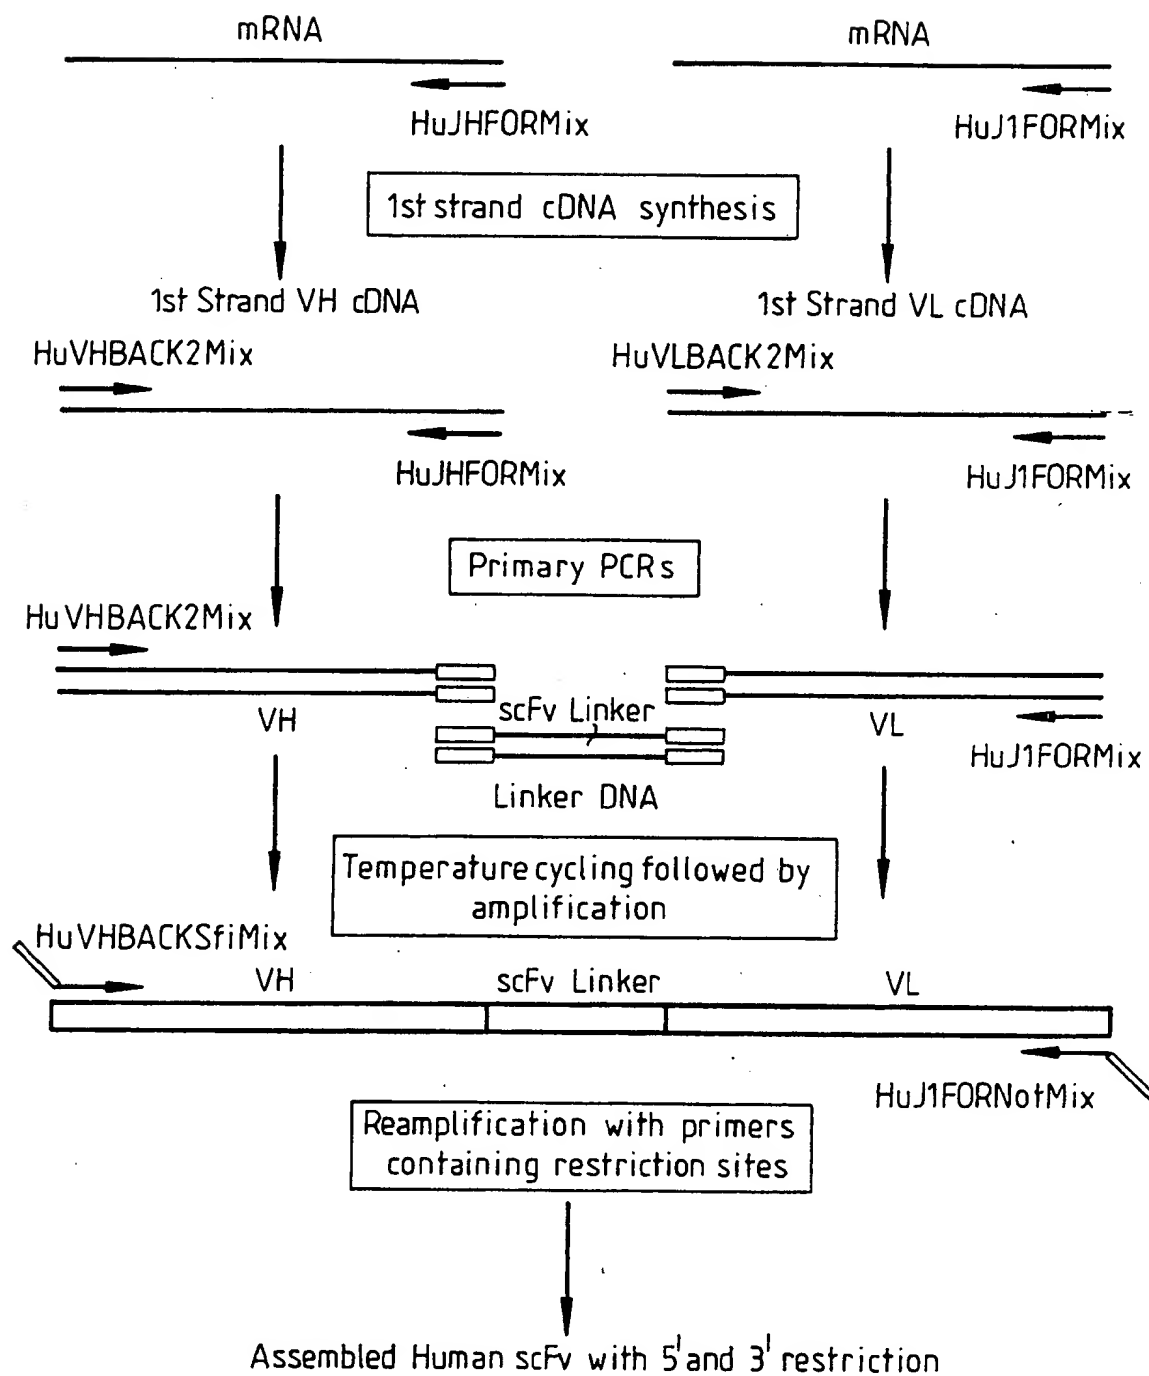 mRNA
mRNA
HuJHFORMix
HuJ1FORMix
1st strand cDNA synthesis
1st Strand VH cDNA
1st Strand VL cDNA
HuVHBACK2Mix
HuVLBACK2Mix
HuJHFORMix
HuJ1FORMix
Primary PCRs
HuVHBACK2Mix
VH
scFv Linker
VL
HuJ1FORMix
Linker DNA
Temperature cycling followed by
amplification
HuVHBACKSfiMix
VH
scFv Linker
VL
HuJ1FORNotMix
Reamplification with primers
containing restriction sites
Assembled Human scFv with 5' and 3' restriction